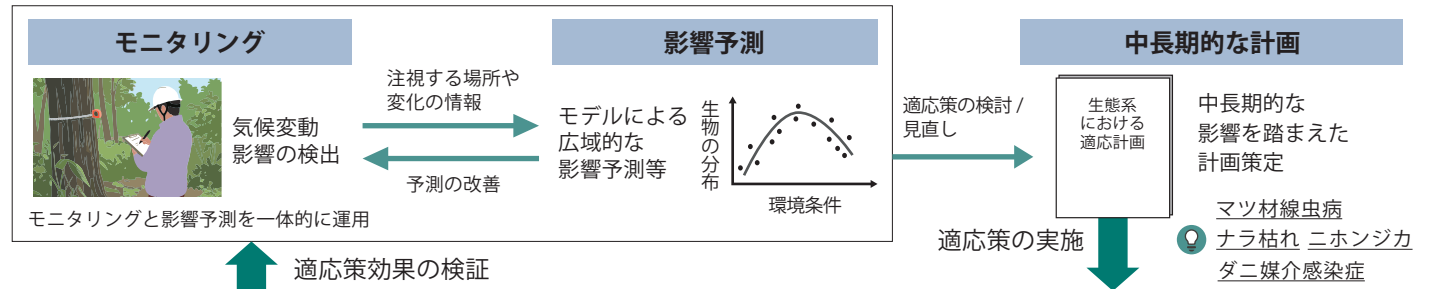 モニタリング
気候変動
影響の検出
モニタリングと影響予測を一体的に運用
注視する場所や
変化の情報
予測の改善
影響予測
モデルによる
広域的な
影響予測等
生物の分布
環境条件
適応策の検討 /
見直し
中長期的な計画
生態系
における
適応計画
中長期的な
影響を踏まえた
計画策定
マツ材線虫病
ナラ枯れ ニホンジカ
ダニ媒介感染症
適応策の実施
適応策効果の検証